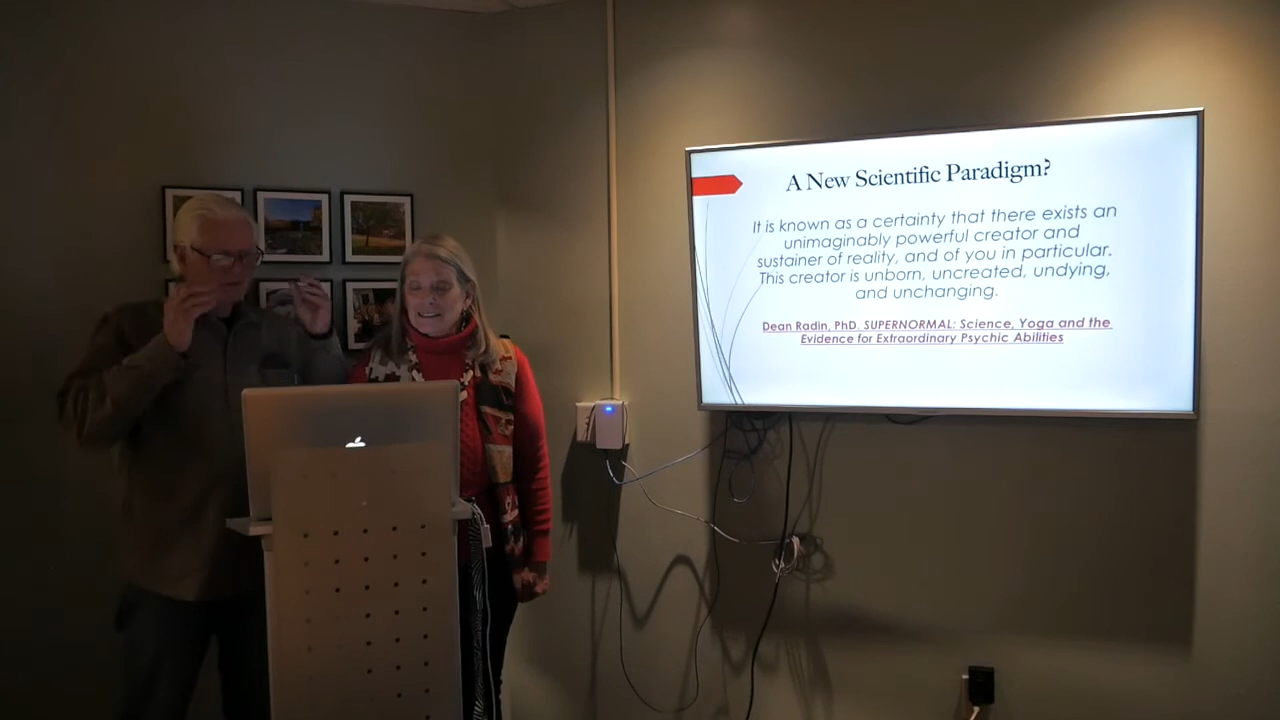 A New Scientific Paradigm?
It is known as a certainty that there exists an
unimaginably powerful creator and
sustainer of reality, and of you in particular.
This creator is unborn, uncreated, undying,
and unchanging.
Dean Radin, PhD. SUPERNORMAL: Science, Yoga and the
Evidence for Extraordinary Psychic Abilities